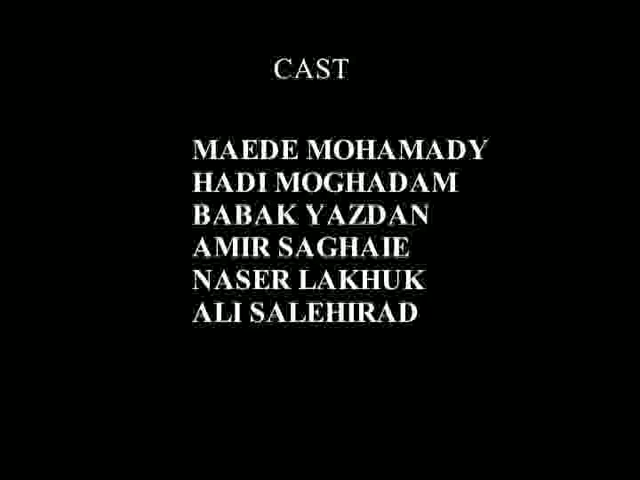 CAST
MAEDE MOHAMADY
HADI MOGHADAM
BABAK YAZDAN
AMIR SAGHAIE
NASER LAKHUK
ALI SALEHIRAD